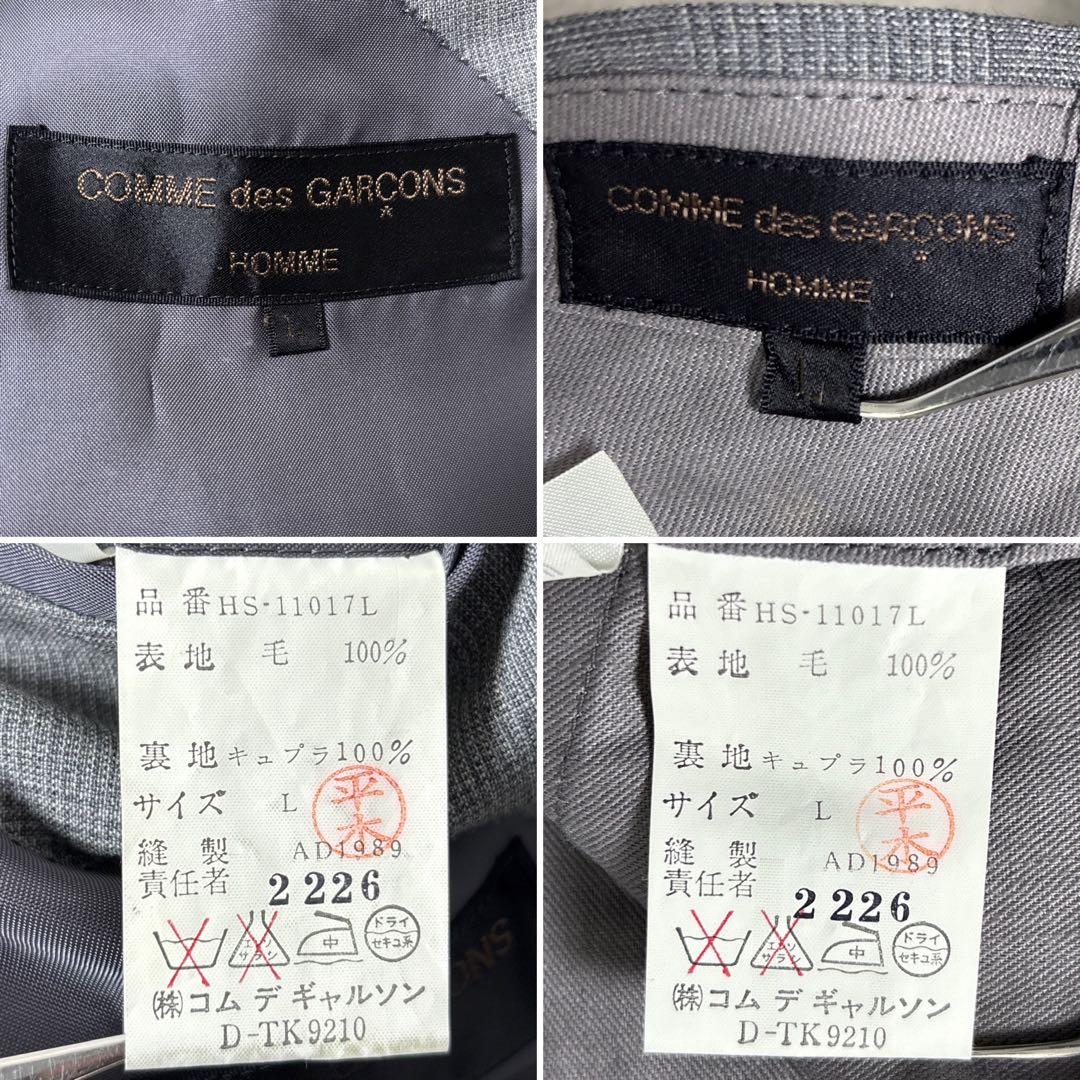 COMME des GARÇONS
HOMME
L
COMME des GARÇONS
HOMME
L
品番 HS-11017L
表地 毛 100%
裏地 キュプラ100%
サイズ L
平木
縫製 AD1989
責任者 2226
エンソ
サラシ
中
ドライ
セキユ系
(株)コム デ ギャルソン
D-TK9210
品番 HS-11017L
表地 毛 100%
裏地 キュプラ100%
サイズ L
平木
縫製 AD1989
責任者 2226
エンソ
サラシ
中
ドライ
セキユ系
(株)コム デ ギャルソン
D-TK9210